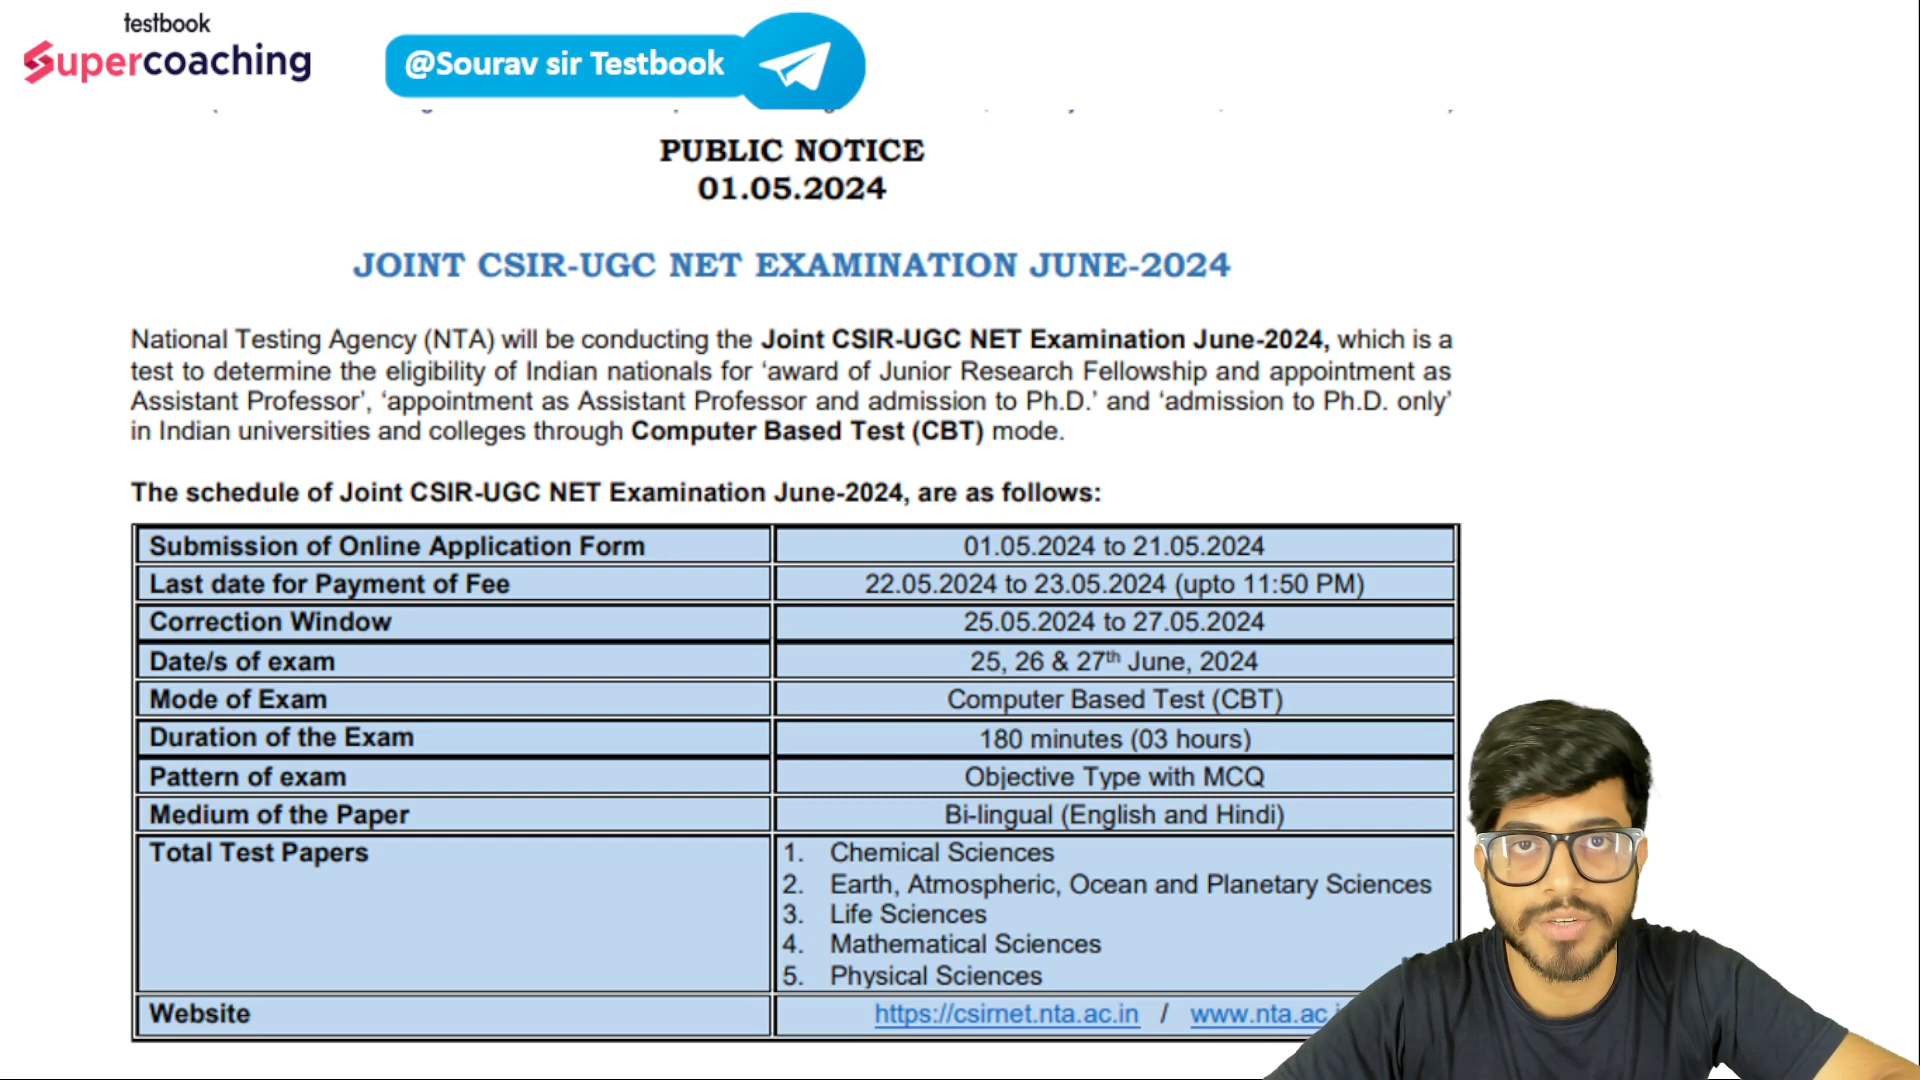 testbook
Supercoaching
@Sourav sir Testbook
PUBLIC NOTICE
01.05.2024
JOINT CSIR-UGC NET EXAMINATION JUNE-2024
National Testing Agency (NTA) will be conducting the Joint CSIR-UGC NET Examination June-2024, which is a
test to determine the eligibility of Indian nationals for ‘award of Junior Research Fellowship and appointment as
Assistant Professor’, ‘appointment as Assistant Professor and admission to Ph.D.’ and ‘admission to Ph.D. only’
in Indian universities and colleges through Computer Based Test (CBT) mode.
The schedule of Joint CSIR-UGC NET Examination June-2024, are as follows:
Submission of Online Application Form 01.05.2024 to 21.05.2024
Last date for Payment of Fee 22.05.2024 to 23.05.2024 (upto 11:50 PM)
Correction Window 25.05.2024 to 27.05.2024
Date/s of exam 25, 26 & 27th June, 2024
Mode of Exam Computer Based Test (CBT)
Duration of the Exam 180 minutes (03 hours)
Pattern of exam Objective Type with MCQ
Medium of the Paper Bi-lingual (English and Hindi)
Total Test Papers 1. Chemical Sciences
2. Earth, Atmospheric, Ocean and Planetary Sciences
3. Life Sciences
4. Mathematical Sciences
5. Physical Sciences
Website https://csirnet.nta.ac.in / www.nta.ac.